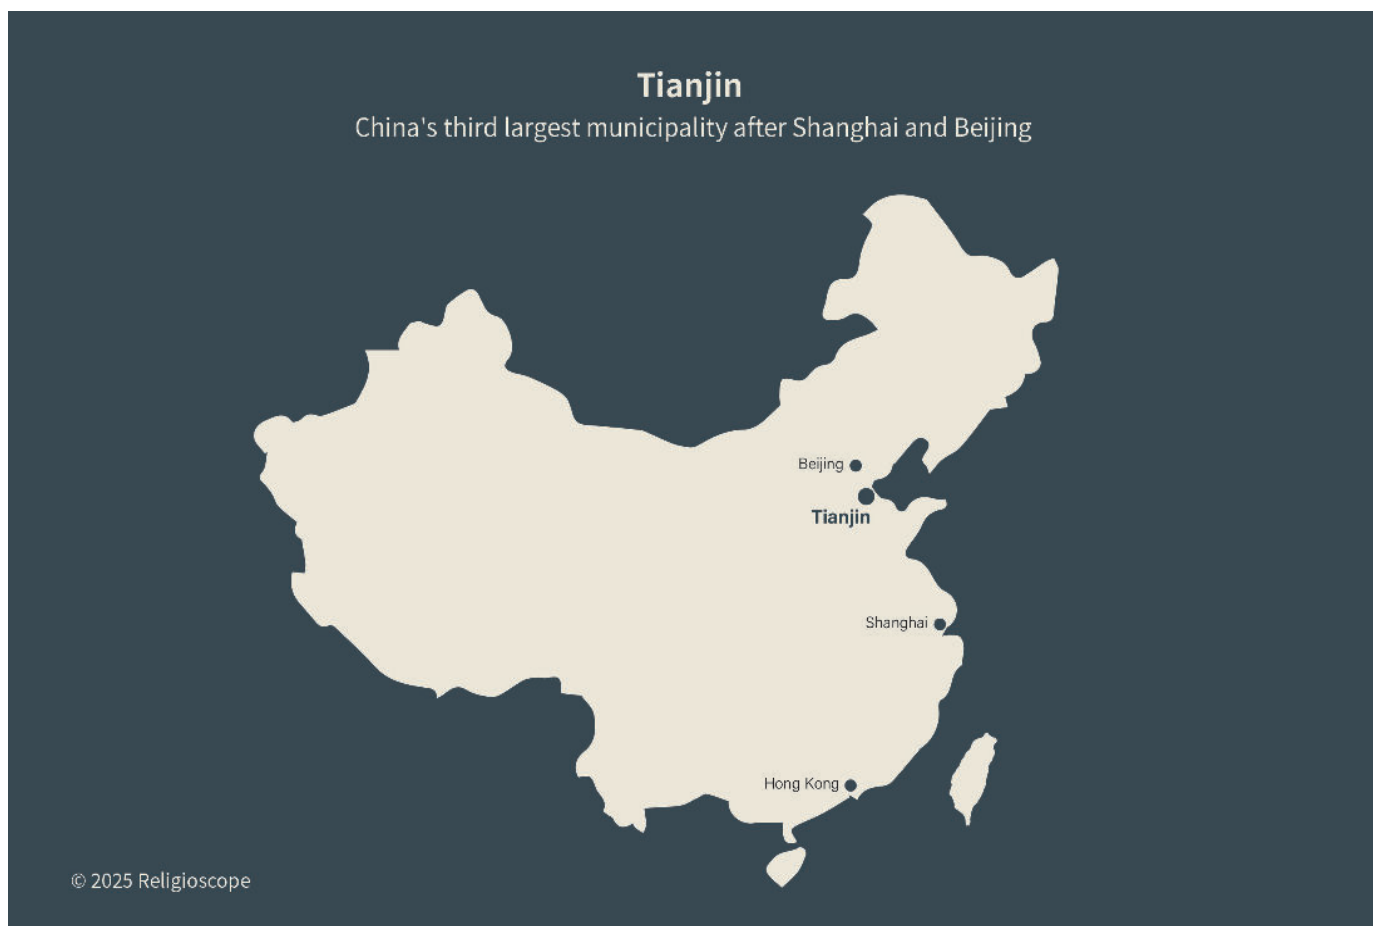 Tianjin
China's third largest municipality after Shanghai and Beijing
Beijing
Tianjin
Shanghai
Hong Kong
© 2025 Religioscope